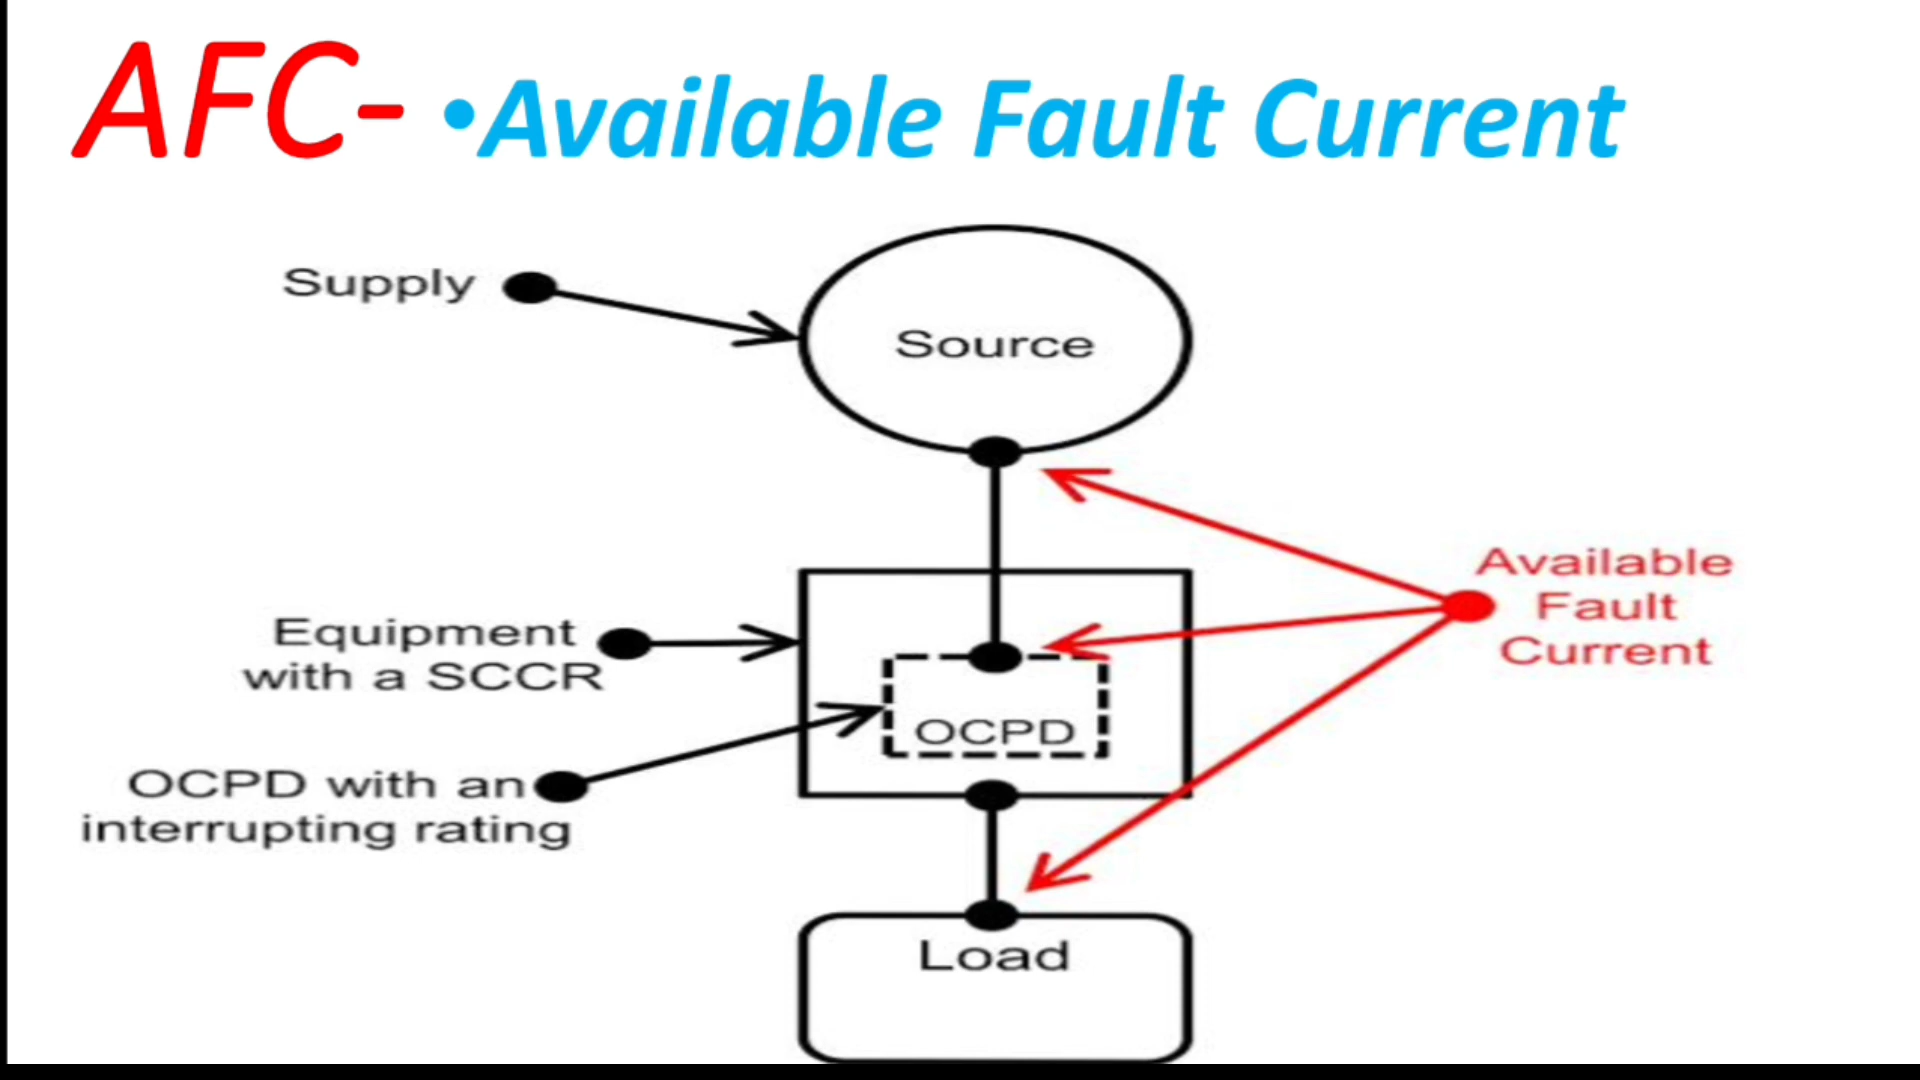 AFC- •Available Fault Current
Supply
Source
Available
Fault
Current
Equipment
with a SCCR
OCPD
OCPD with an
interrupting rating
Load